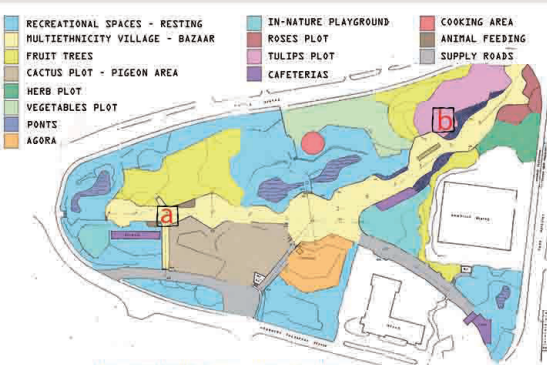 RECREATIONAL SPACES - RESTING
MULTIETHNICITY VILLAGE - BAZAAR
FRUIT TREES
CACTUS PLOT - PIGEON AREA
HERB PLOT
VEGETABLES PLOT
PONTS
AGORA
IN-NATURE PLAYGROUND
ROSES PLOT
TULIPS PLOT
CAFETERIAS
COOKING AREA
ANIMAL FEEDING
SUPPLY ROADS
b
a